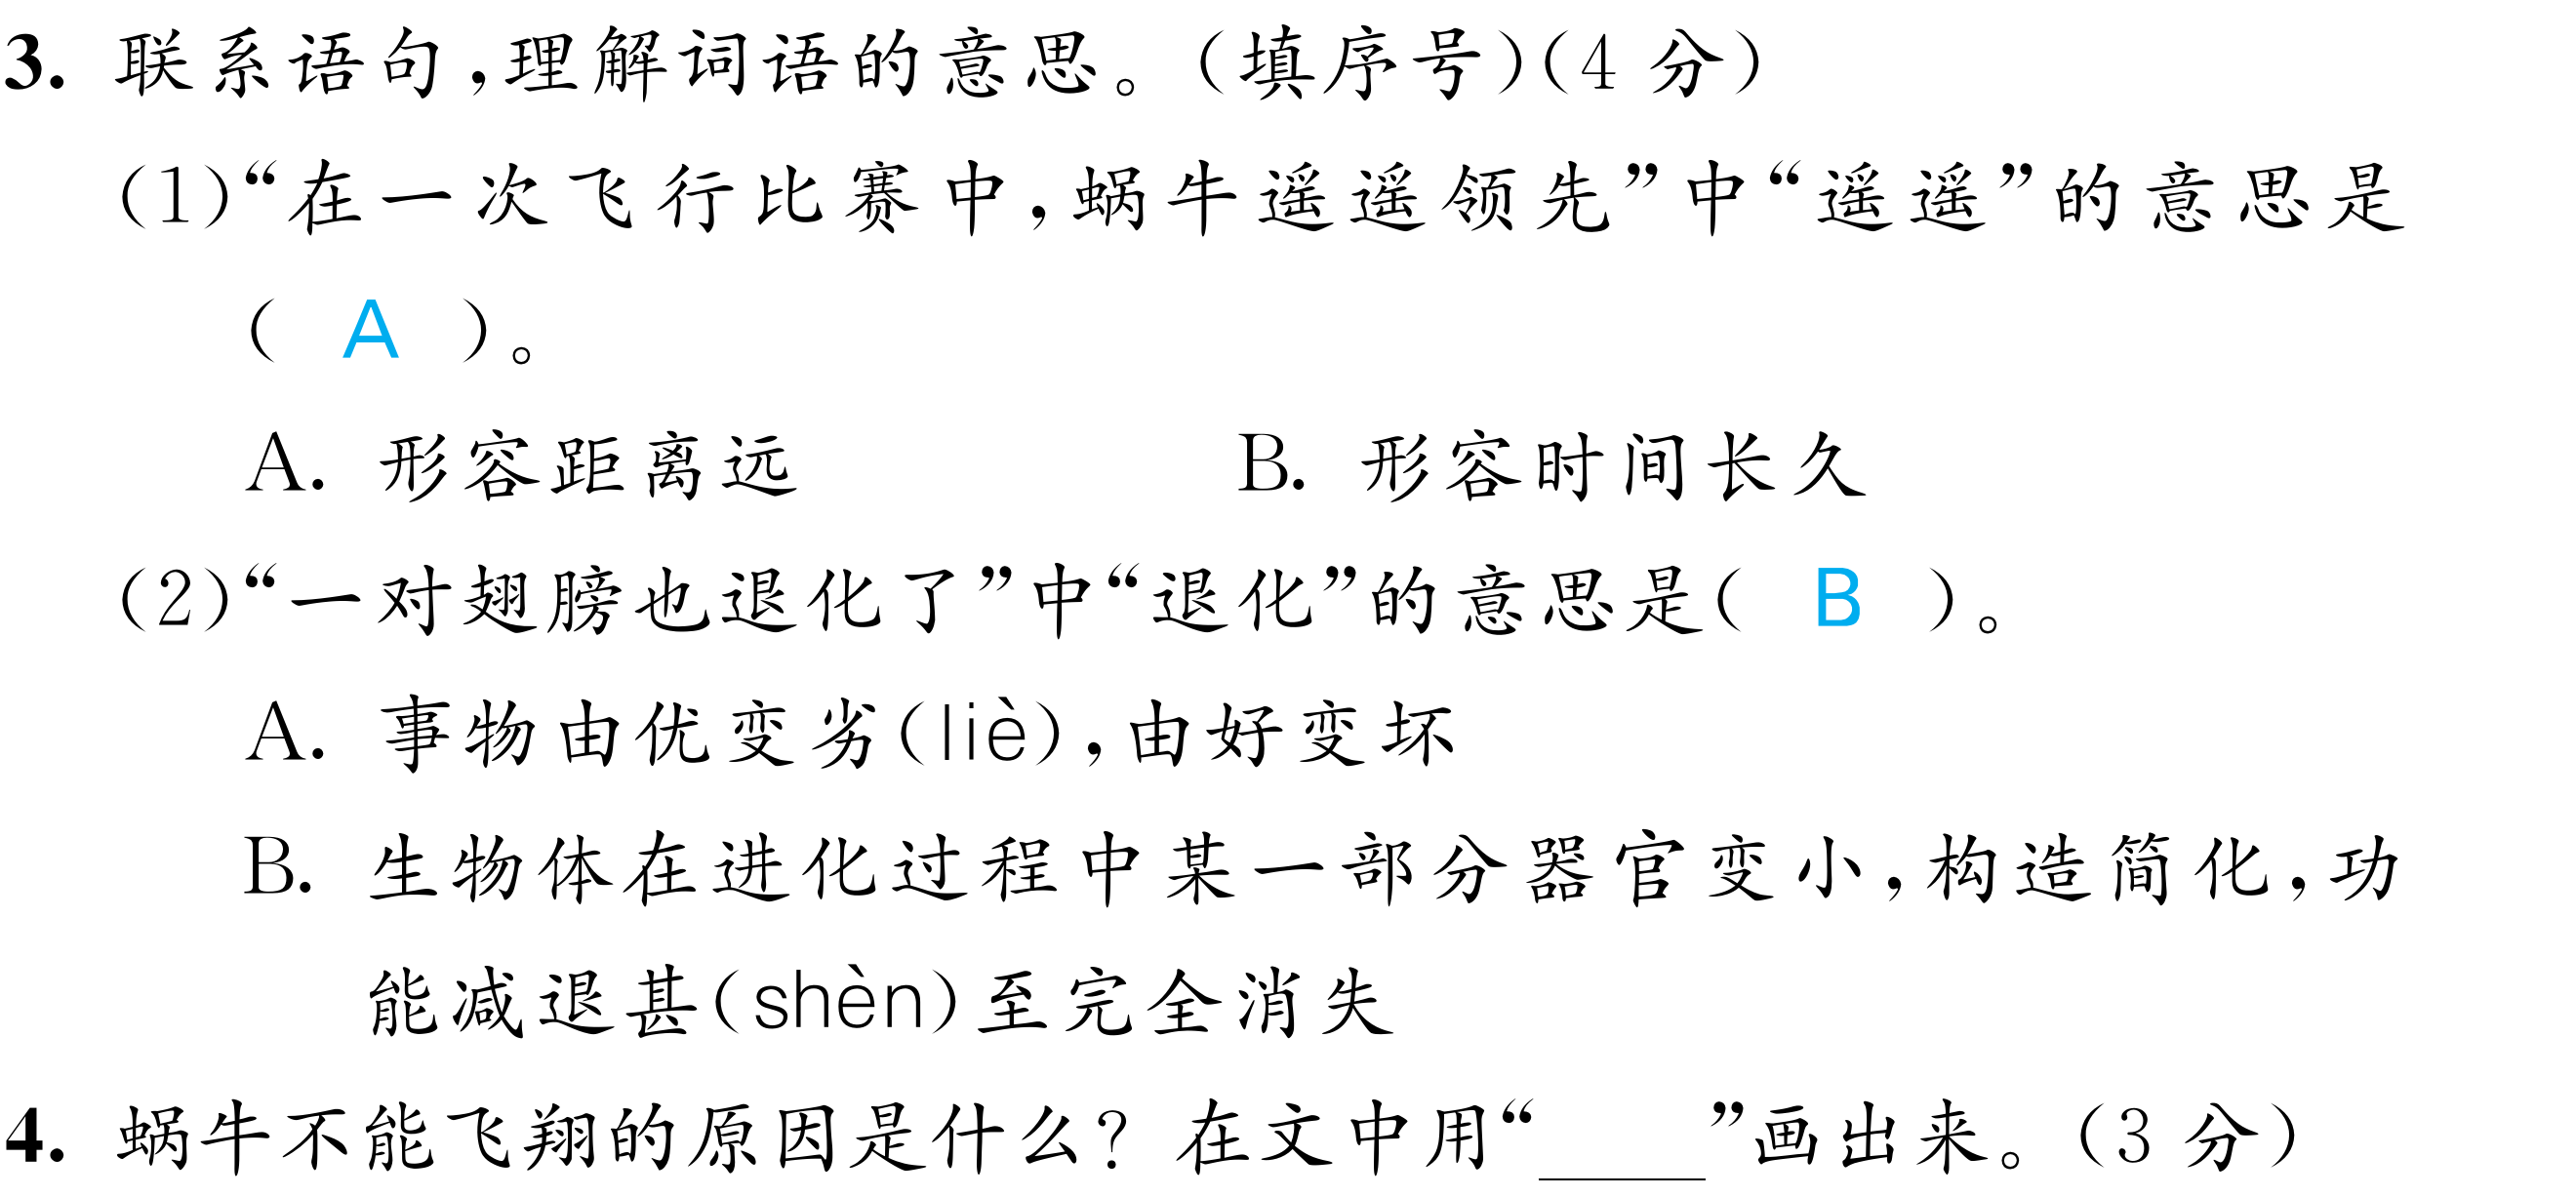 3. 联系语句,理解词语的意思。(填序号)(4 分)
(1)“在一次飞行比赛中,蜗牛遥遥领先”中“遥遥”的意思是
( A )。
A. 形容距离远 B. 形容时间长久
(2)“一对翅膀也退化了”中“退化”的意思是( B )。
A. 事物由优变劣(liè),由好变坏
B. 生物体在进化过程中某一部分器官变小,构造简化,功
能减退甚(shèn)至完全消失
4. 蜗牛不能飞翔的原因是什么? 在文中用“____”画出来。(3 分)